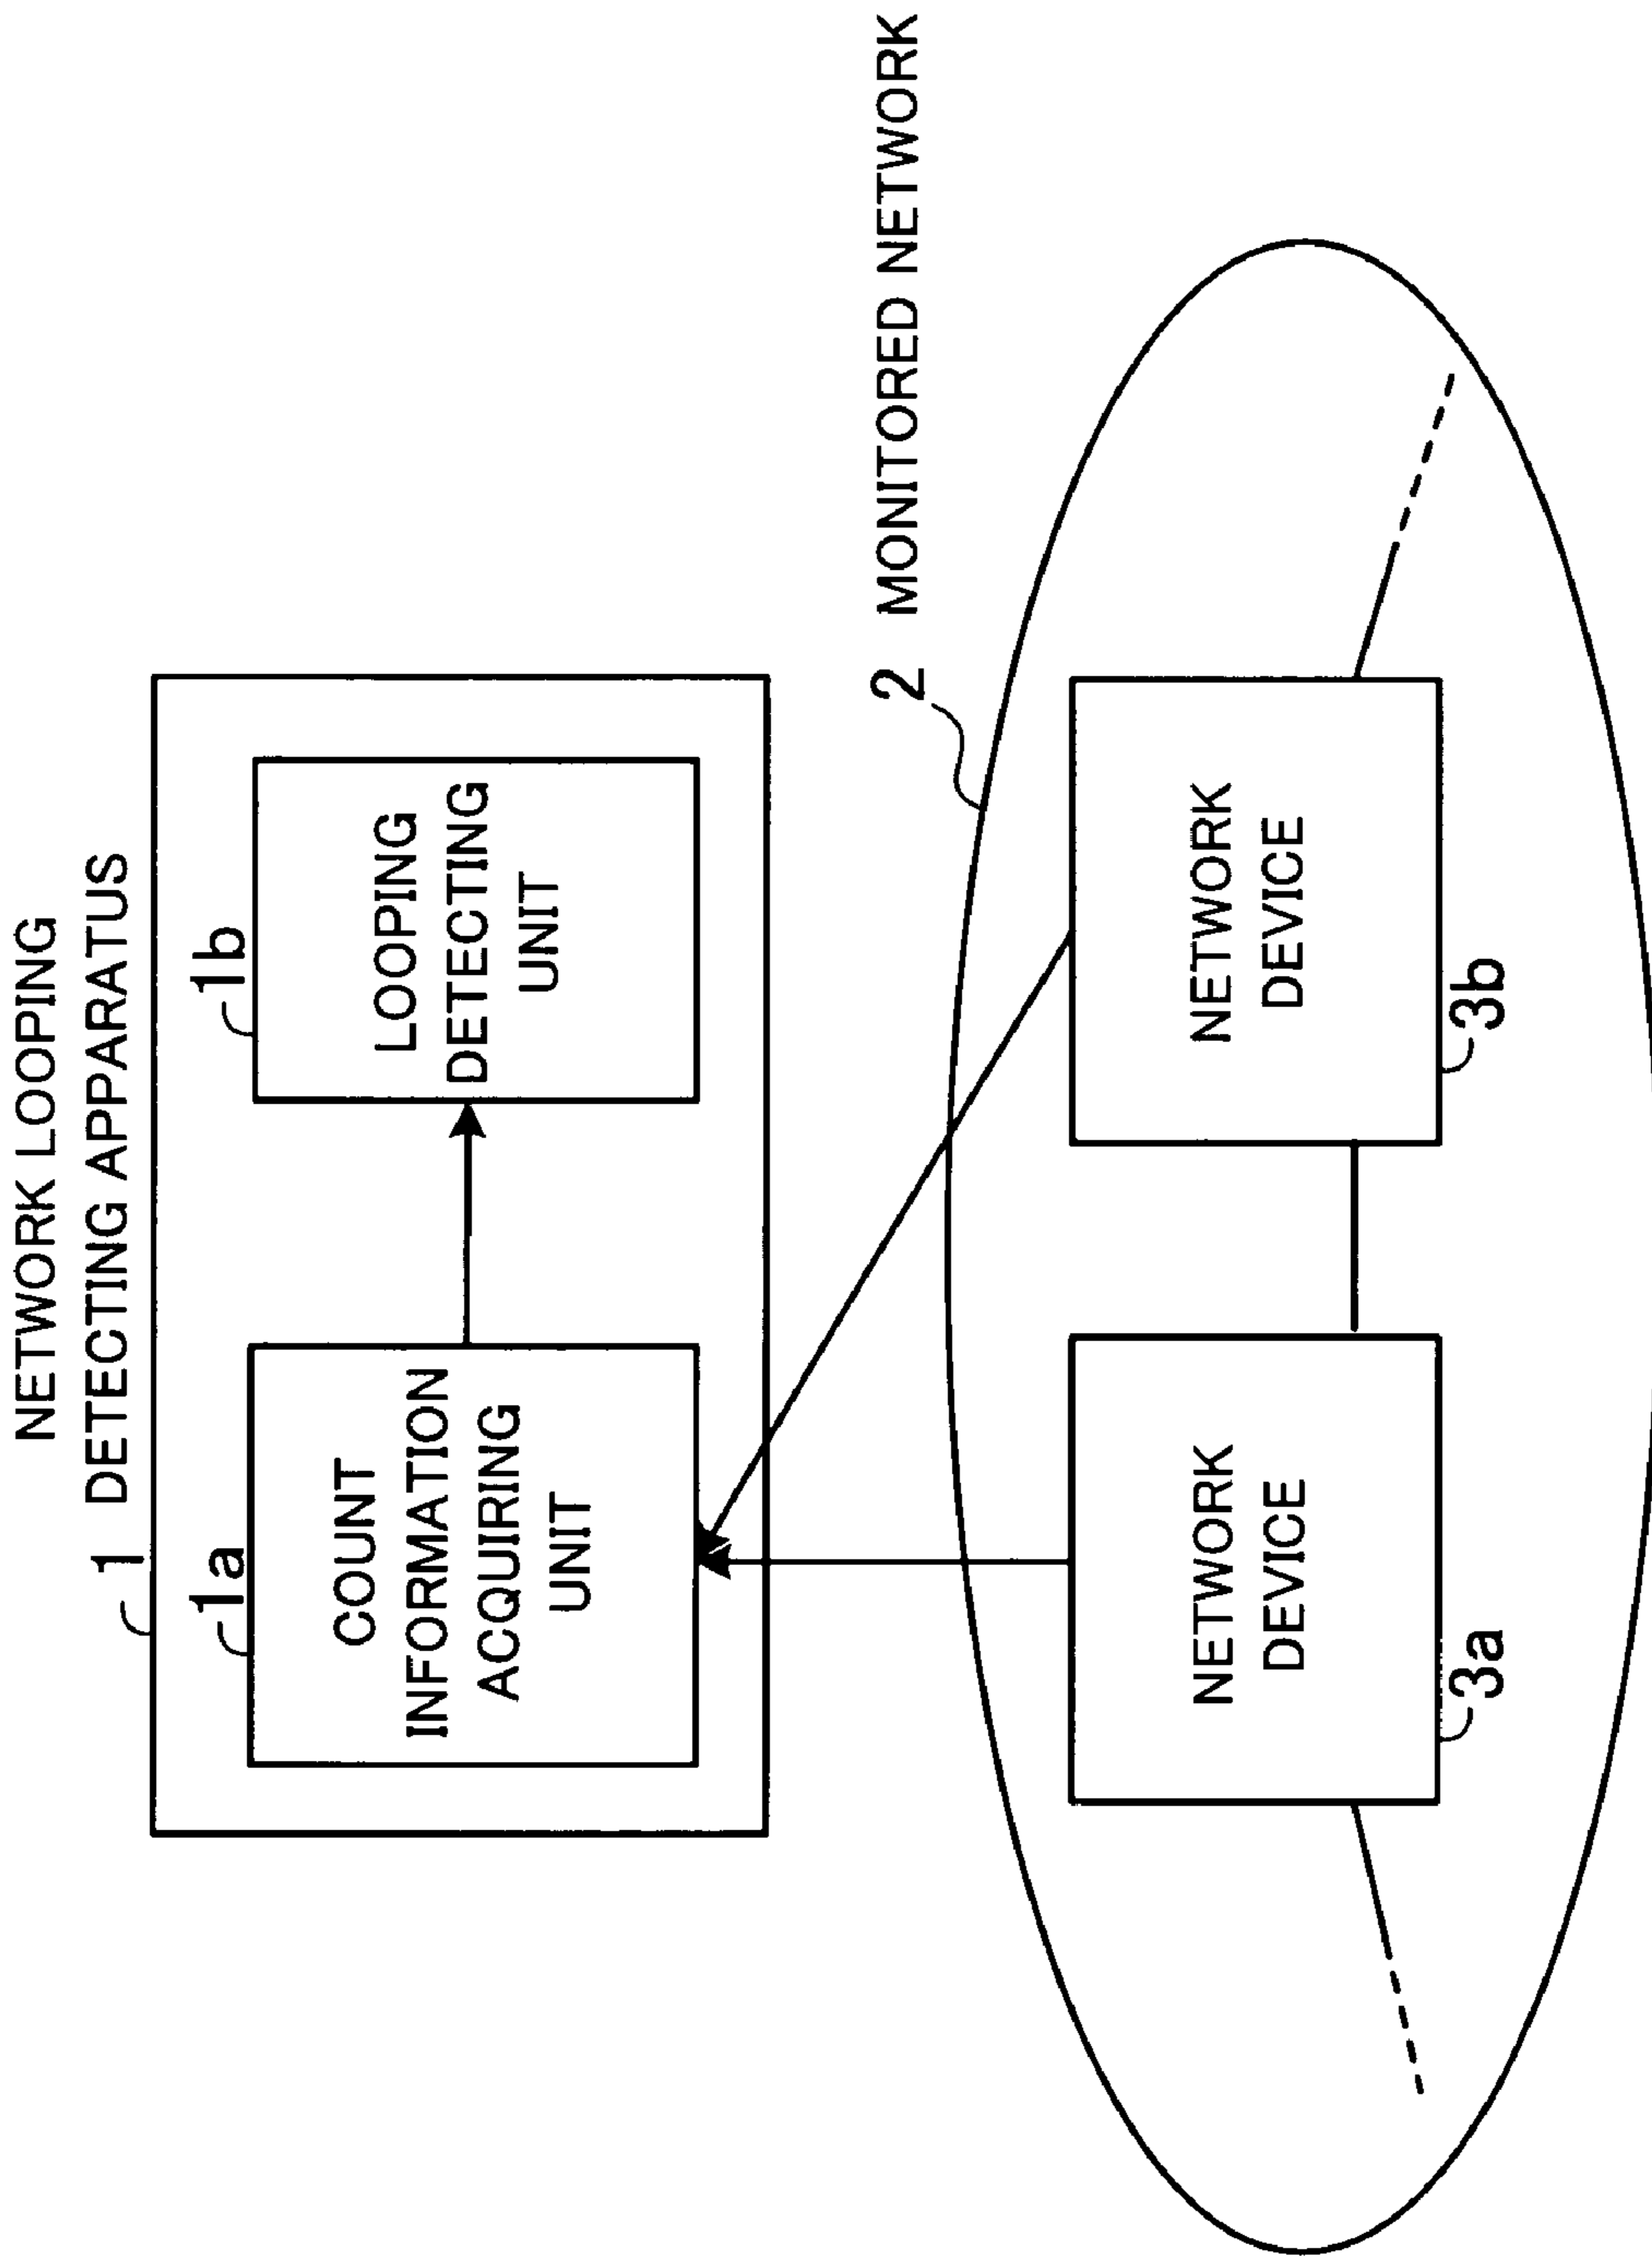 NETWORK LOOPING
DETECTING APPARATUS
1
1a
COUNT
INFORMATION
ACQUIRING
UNIT
1b
LOOPING
DETECTING
UNIT
2 MONITORED NETWORK
NETWORK
DEVICE
3a
NETWORK
DEVICE
3b